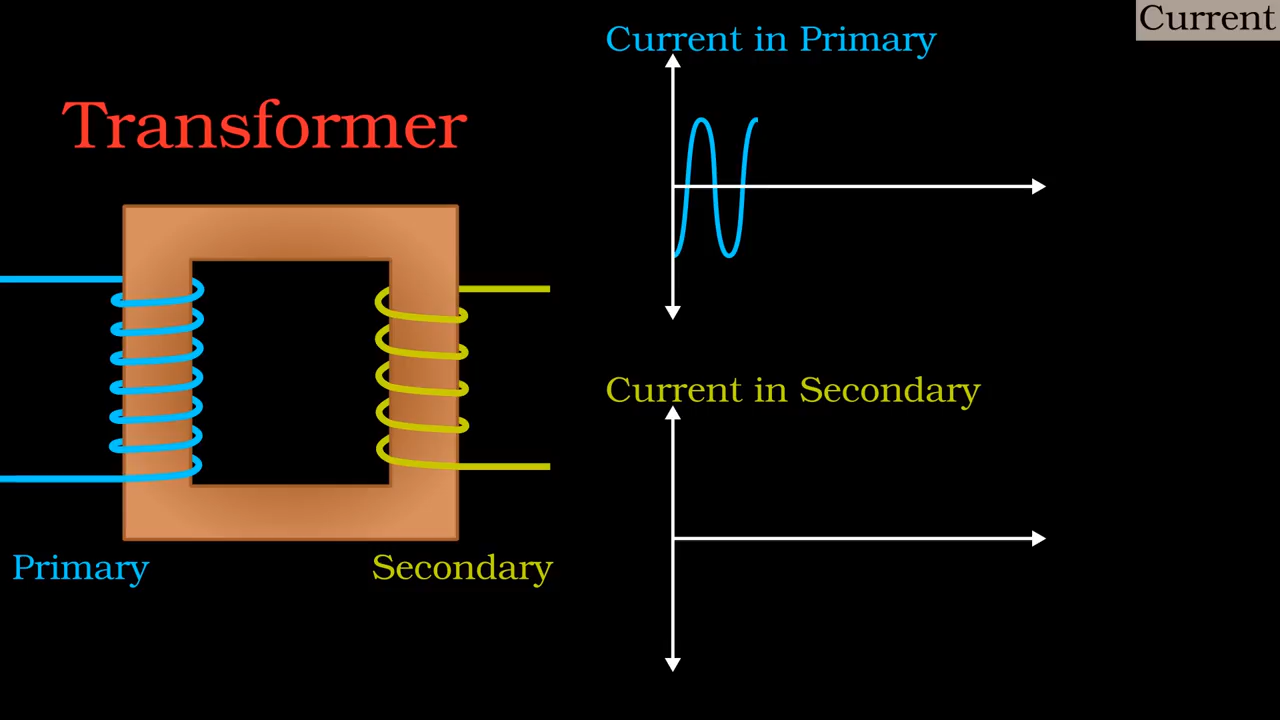 Current
Current in Primary
Transformer
Current in Secondary
Primary
Secondary